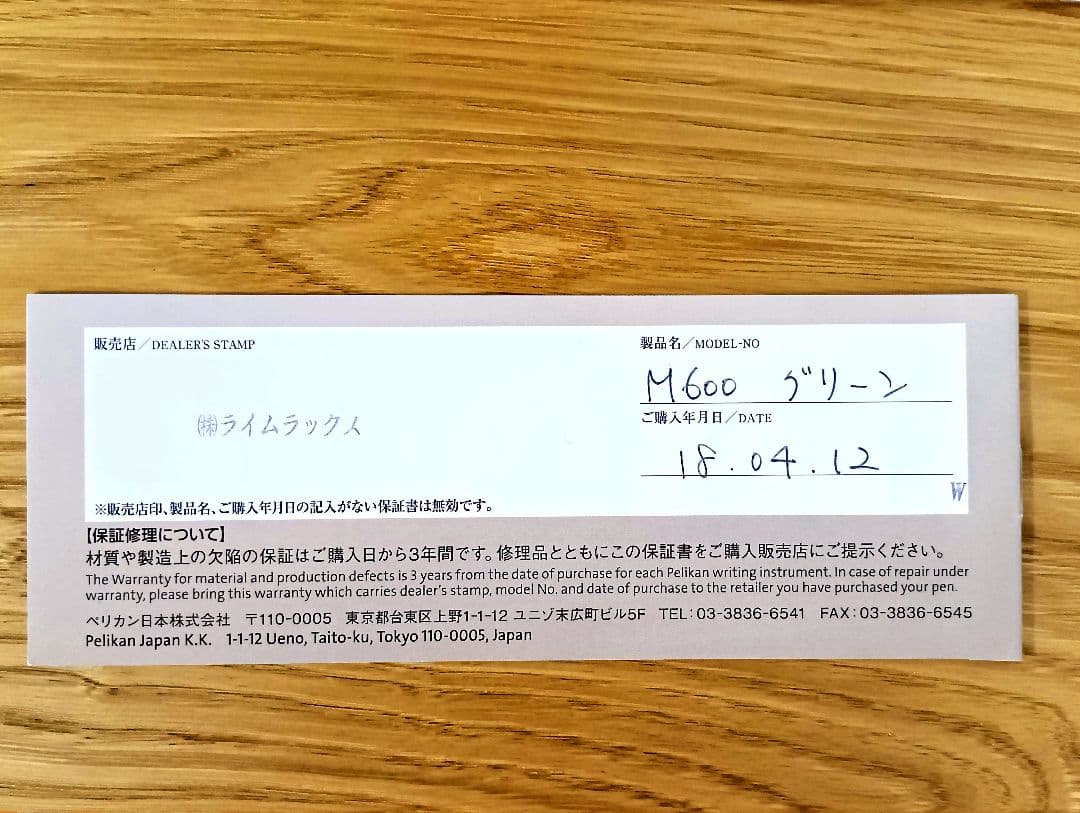 販売店／DEALER'S STAMP
㈱ライムラックス
※販売店印、製品名、ご購入年月日の記入がない保証書は無効です。
製品名／MODEL-NO
M600 グリーン
ご購入年月日／DATE
18.04.12
W
【保証修理について】
材質や製造上の欠陥の保証はご購入日から3年間です。修理品とともにこの保証書をご購入販売店にご提示ください。
The Warranty for material and production defects is 3 years from the date of purchase for each Pelikan writing instrument. In case of repair under
warranty, please bring this warranty which carries dealer's stamp, model No. and date of purchase to the retailer you have purchased your pen.
ペリカン日本株式会社 〒110-0005 東京都台東区上野1-1-12 ユニゾ末広町ビル5F TEL:03-3836-6541 FAX:03-3836-6545
Pelikan Japan K.K. 1-1-12 Ueno, Taito-ku, Tokyo 110-0005, Japan